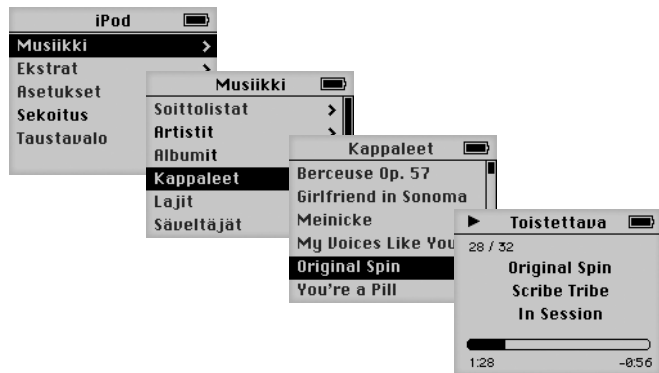 iPod
Musiikki
Ekstrat
Asetukset
Sekoitus
Taustavalo
Musiikki
Soittolistat
Artistit
Albumit
Kappaleet
Lajit
Säveltäjät
Kappaleet
Berceuse Op. 57
Girlfriend in Sonoma
Meinicke
My Voices Like You
Original Spin
You're a Pill
Toistettava
28 / 32
Original Spin
Scribe Tribe
In Session
1:28
-0:56